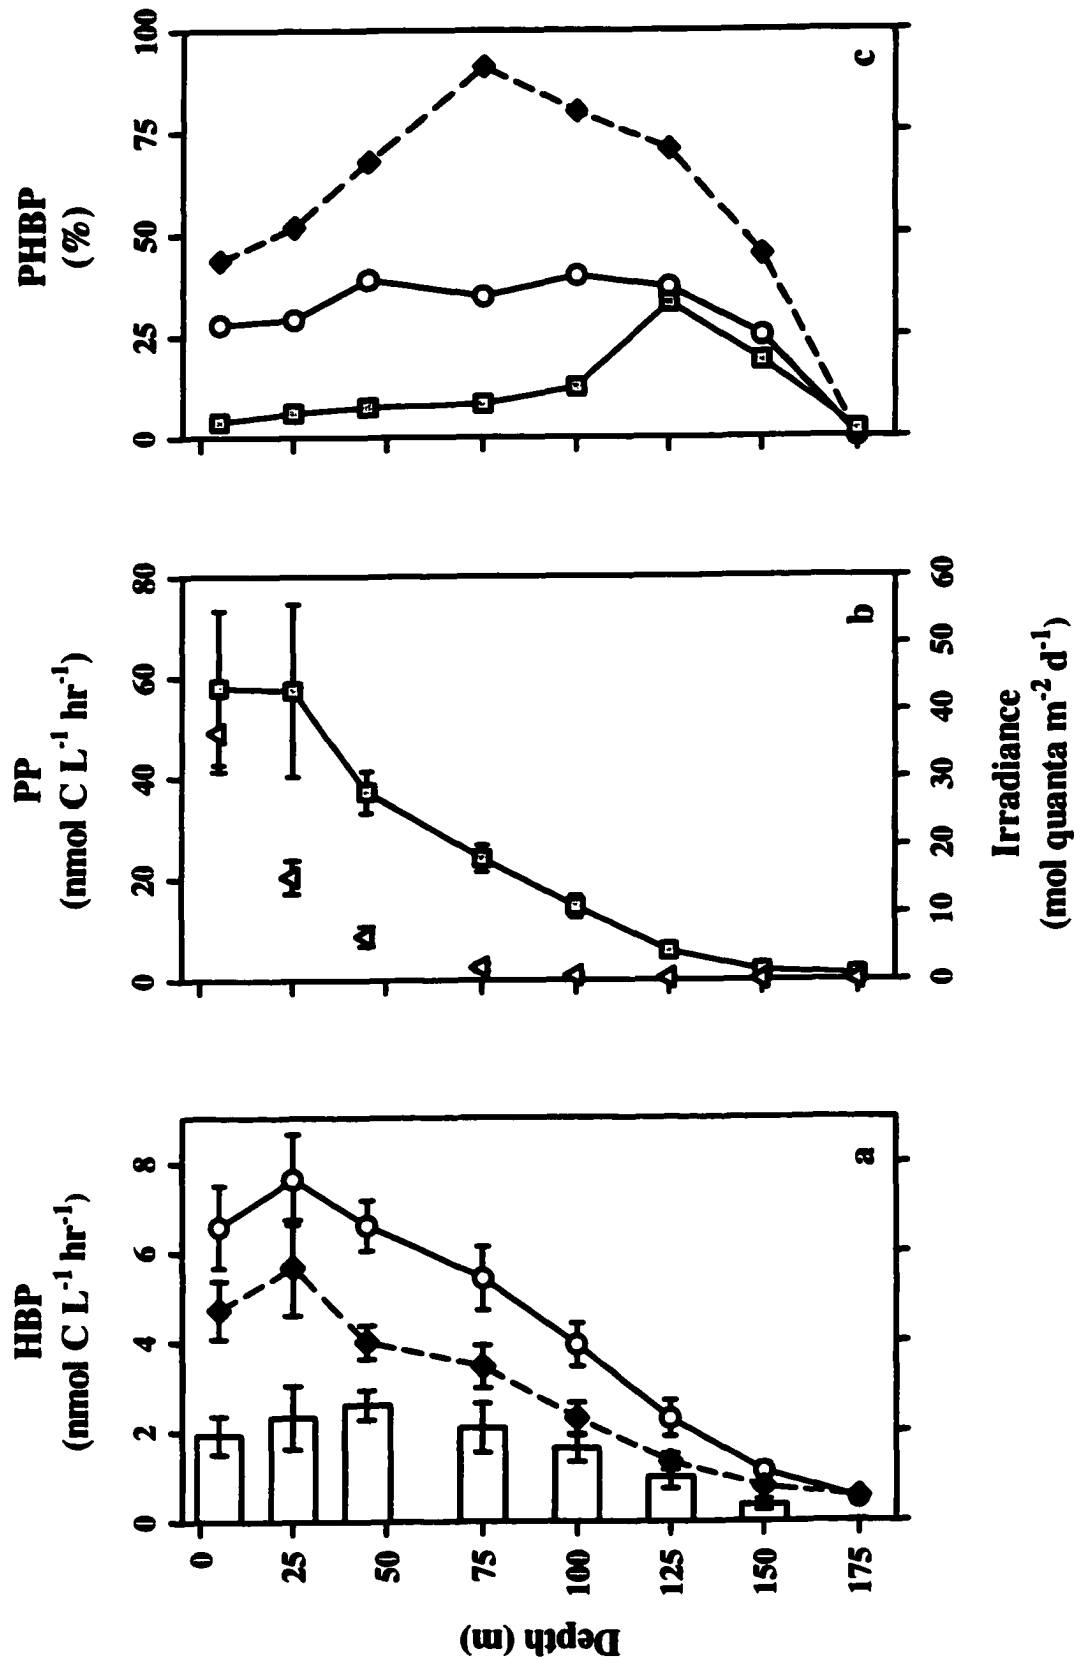 HBP
(nmol C L⁻¹ hr⁻¹)
0 2 4 6 8
Depth (m)
0
25
50
75
100
125
150
175
a
PP
(nmol C L⁻¹ hr⁻¹)
0 20 40 60 80
b
0 10 20 30 40 50 60
Irradiance
(mol quanta m⁻² d⁻¹)
PHBP
(%)
0 25 50 75 100
c